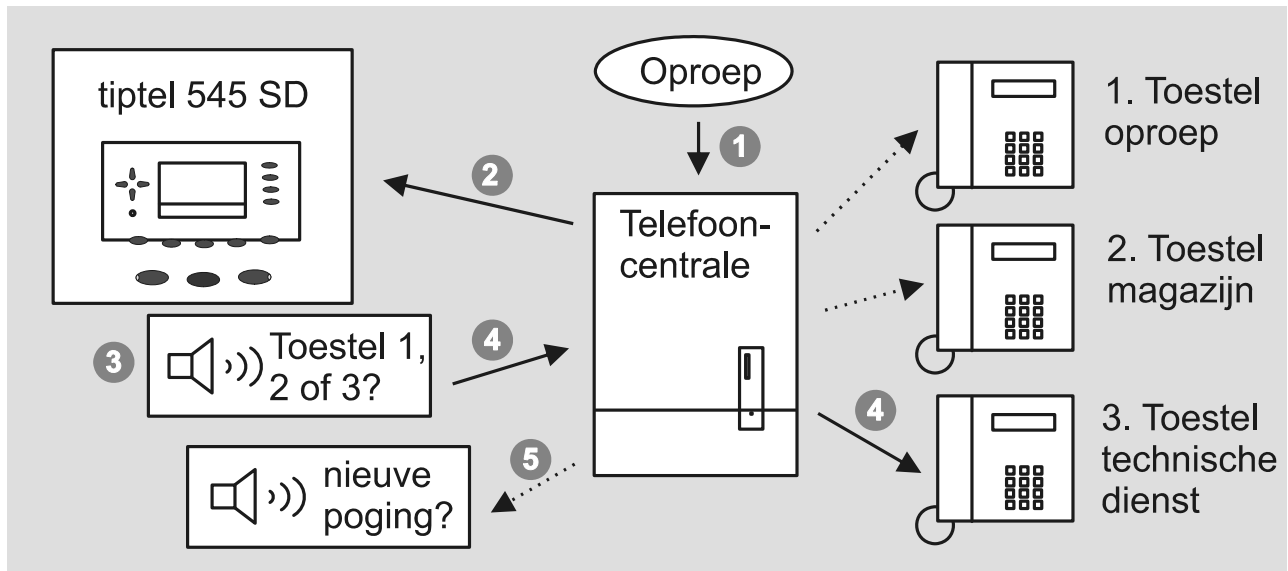 tiptel 545 SD
Oproep
1
2
Telefoon-
centrale
3
Toestel 1,
2 of 3?
4
5
nieuve
poging?
4
1. Toestel
oproep
2. Toestel
magazijn
3. Toestel
technische
dienst